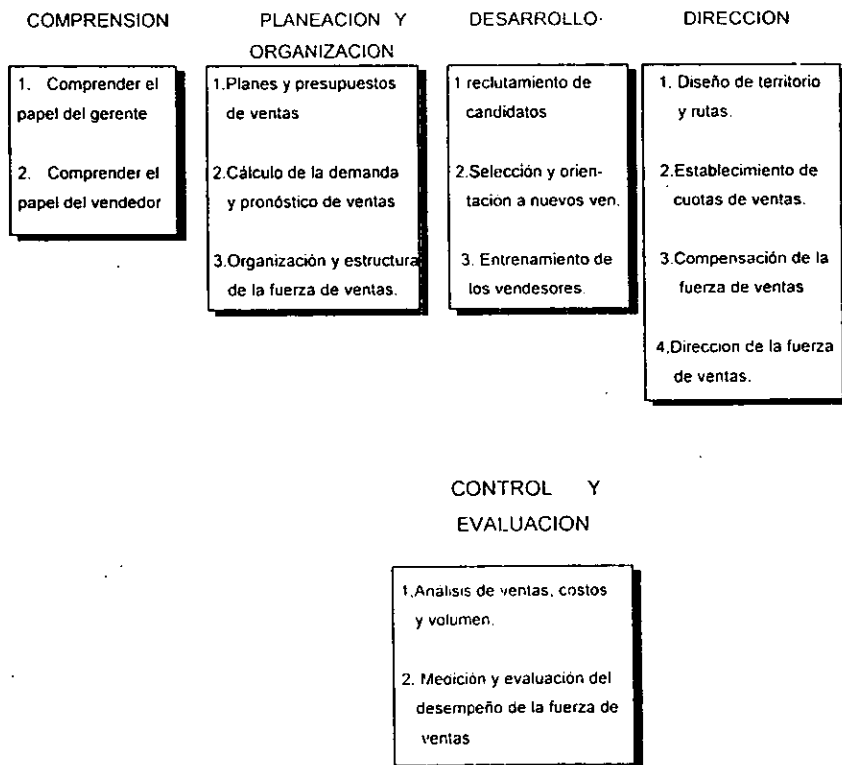 COMPRENSION
1. Comprender el
papel del gerente
2. Comprender el
papel del vendedor
PLANEACION Y
ORGANIZACION
1.Planes y presupuestos
de ventas
2.Cálculo de la demanda
y pronóstico de ventas
3.Organización y estructura
de la fuerza de ventas.
DESARROLLO
1 reclutamiento de
candidatos
2.Selección y orien-
tación a nuevos ven.
3. Entrenamiento de
los vendesores.
DIRECCION
1. Diseño de territorio
y rutas.
2.Establecimiento de
cuotas de ventas.
3.Compensación de la
fuerza de ventas
4.Direccion de la fuerza
de ventas.
CONTROL Y
EVALUACION
1.Análisis de ventas, costos
y volumen.
2. Medición y evaluación del
desempeño de la fuerza de
ventas